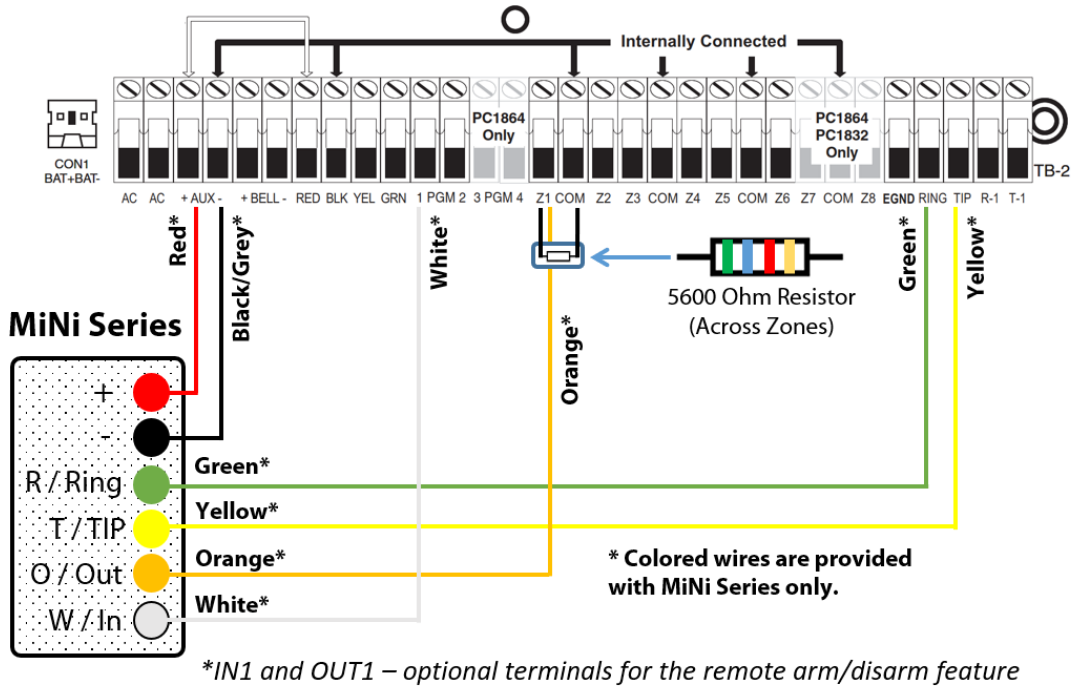 Internally Connected
PC1864
Only
PC1864
PC1832
Only
CON1
BAT+BAT-
TB-2
AC AC + AUX - + BELL - RED BLK YEL GRN 1 PGM 2 3 PGM 4 Z1 COM Z2 Z3 COM Z4 Z5 COM Z6 Z7 COM Z8 EGND RING TIP R-1 T-1
Red*
Black/Grey*
White*
Orange*
Green*
Yellow*
5600 Ohm Resistor
(Across Zones)
MiNi Series
+
-
R / Ring
Green*
T / TIP
Yellow*
O / Out
Orange*
W / In
White*
* Colored wires are provided
with MiNi Series only.
*IN1 and OUT1 – optional terminals for the remote arm/disarm feature